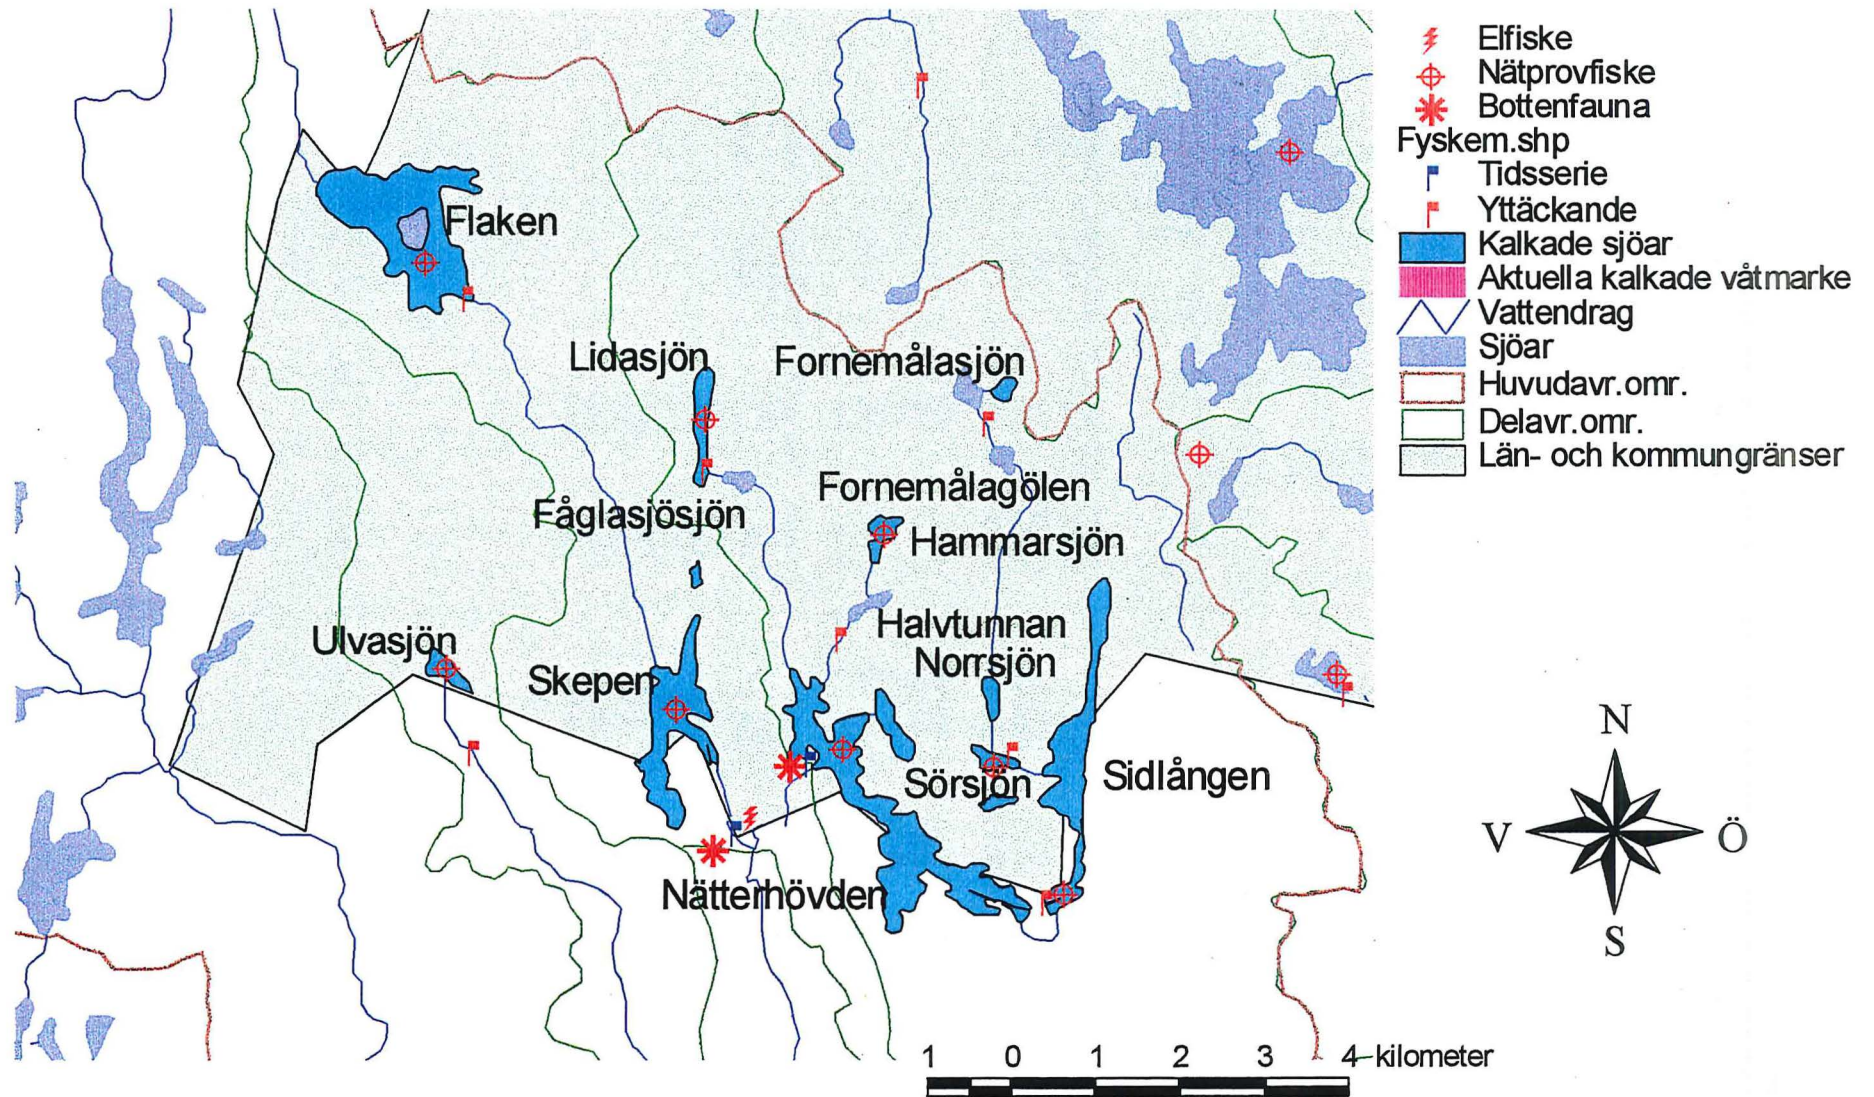 Elfiske
Nätprovfiske
Bottenfauna
Fyskem.shp
Tidsserie
Yttäckande
Kalkade sjöar
Aktuella kalkade våtmarke
Vattendrag
Sjöar
Huvudavr.omr.
Delavr.omr.
Län- och kommungränser
Flaken
Lidasjön
Fornemålasjön
Fornemålagölen
Fåglasjösjön
Hammarsjön
Halvtunnan
Ulvasjön
Norrsjön
Skepen
Sörsjön
Sidlången
Nätterhövden
N
V
Ö
S
1 0 1 2 3 4 kilometer